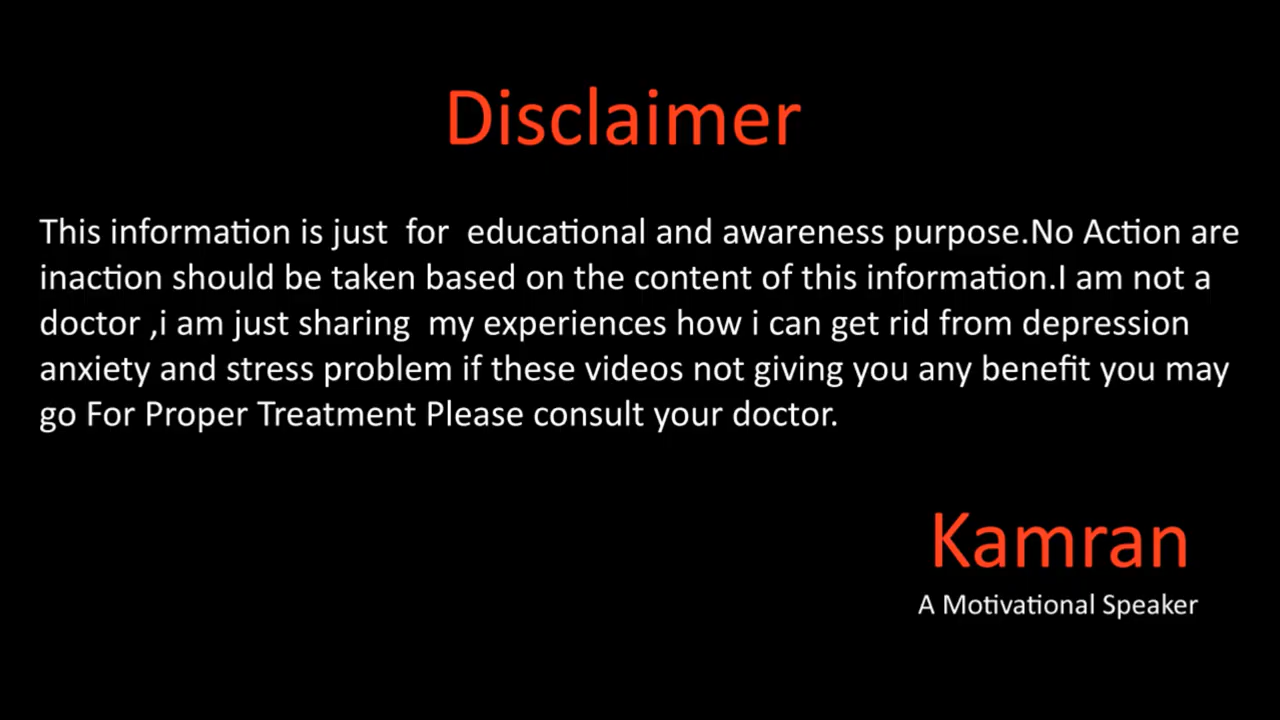 Disclaimer
This information is just  for  educational and awareness purpose.No Action are
inaction should be taken based on the content of this information.I am not a
doctor ,i am just sharing  my experiences how i can get rid from depression
anxiety and stress problem if these videos not giving you any benefit you may
go For Proper Treatment Please consult your doctor.
Kamran
A Motivational Speaker